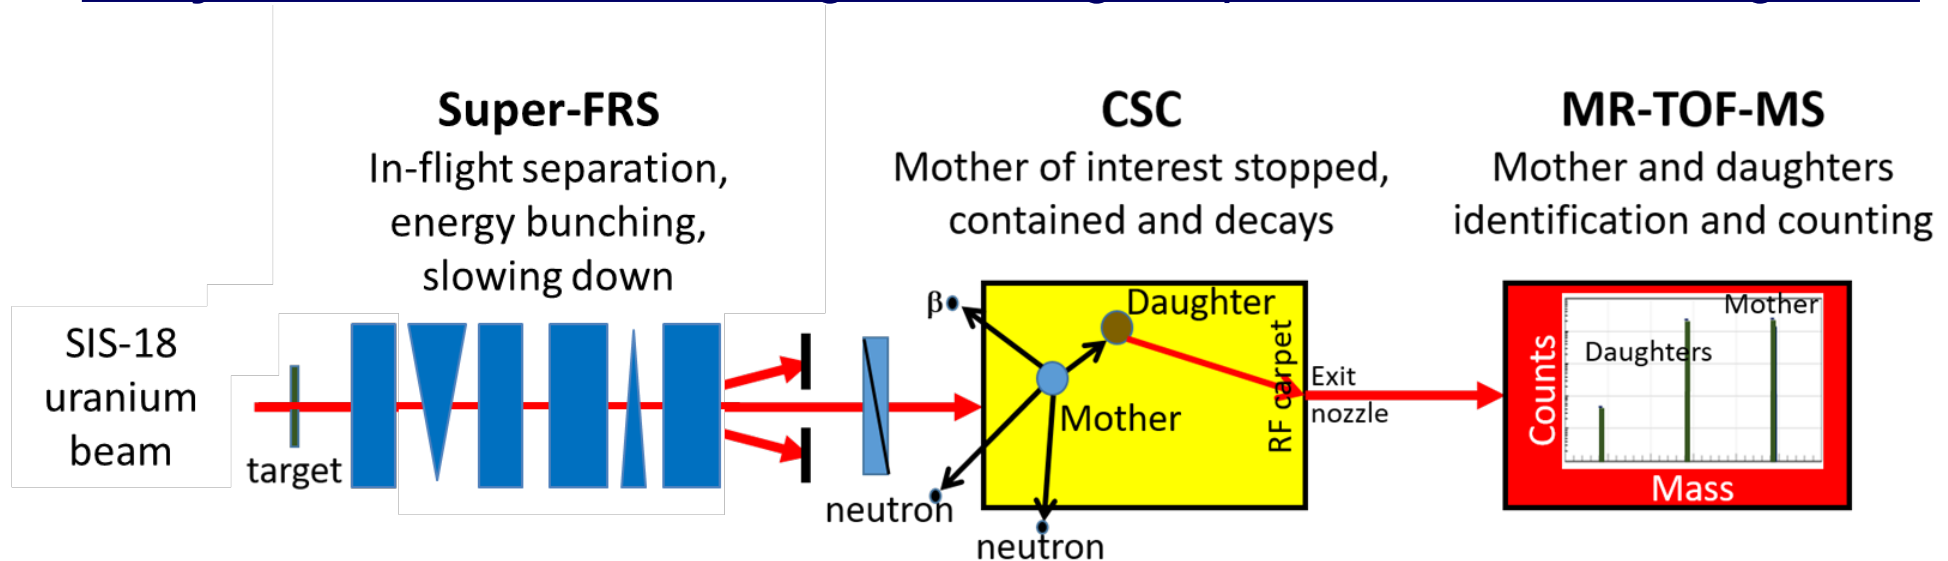 Super-FRS
In-flight separation,
energy bunching,
slowing down
CSC
Mother of interest stopped,
contained and decays
MR-TOF-MS
Mother and daughters
identification and counting
SIS-18
uranium
beam
target
β
Daughter
Mother
neutron
neutron
RF carpet
Exit
nozzle
Counts
Mother
Daughters
Mass